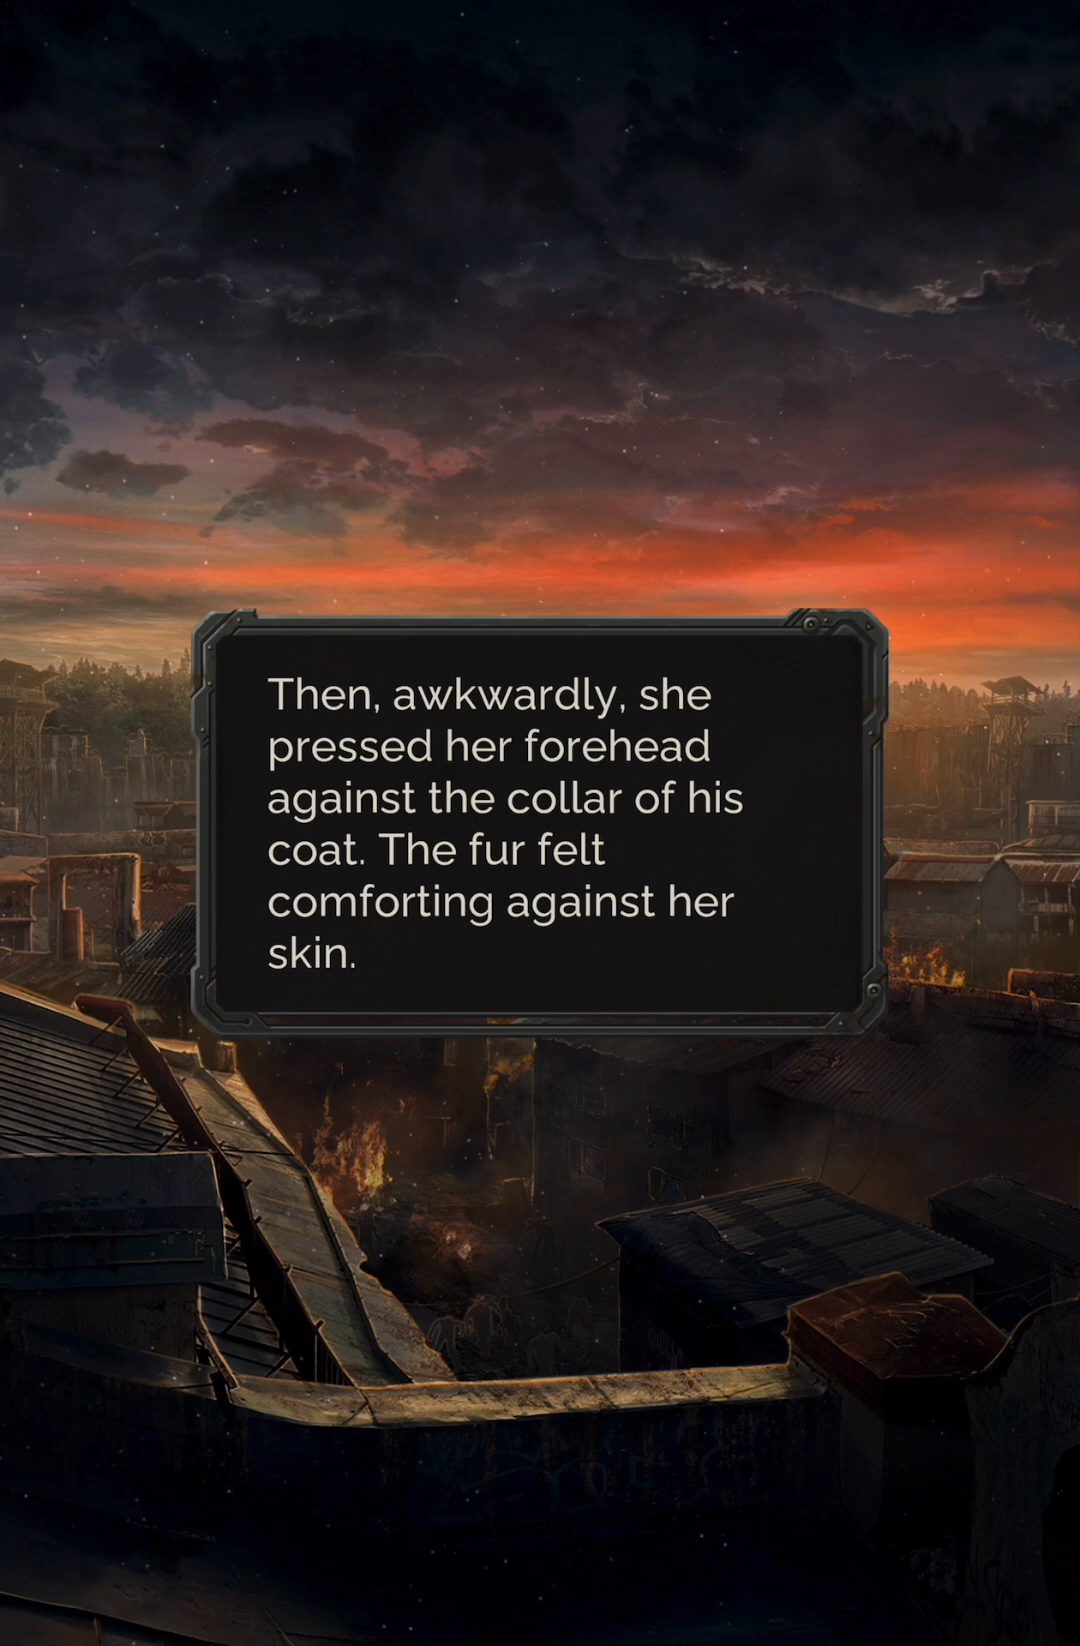 Then, awkwardly, she
pressed her forehead
against the collar of his
coat. The fur felt
comforting against her
skin.